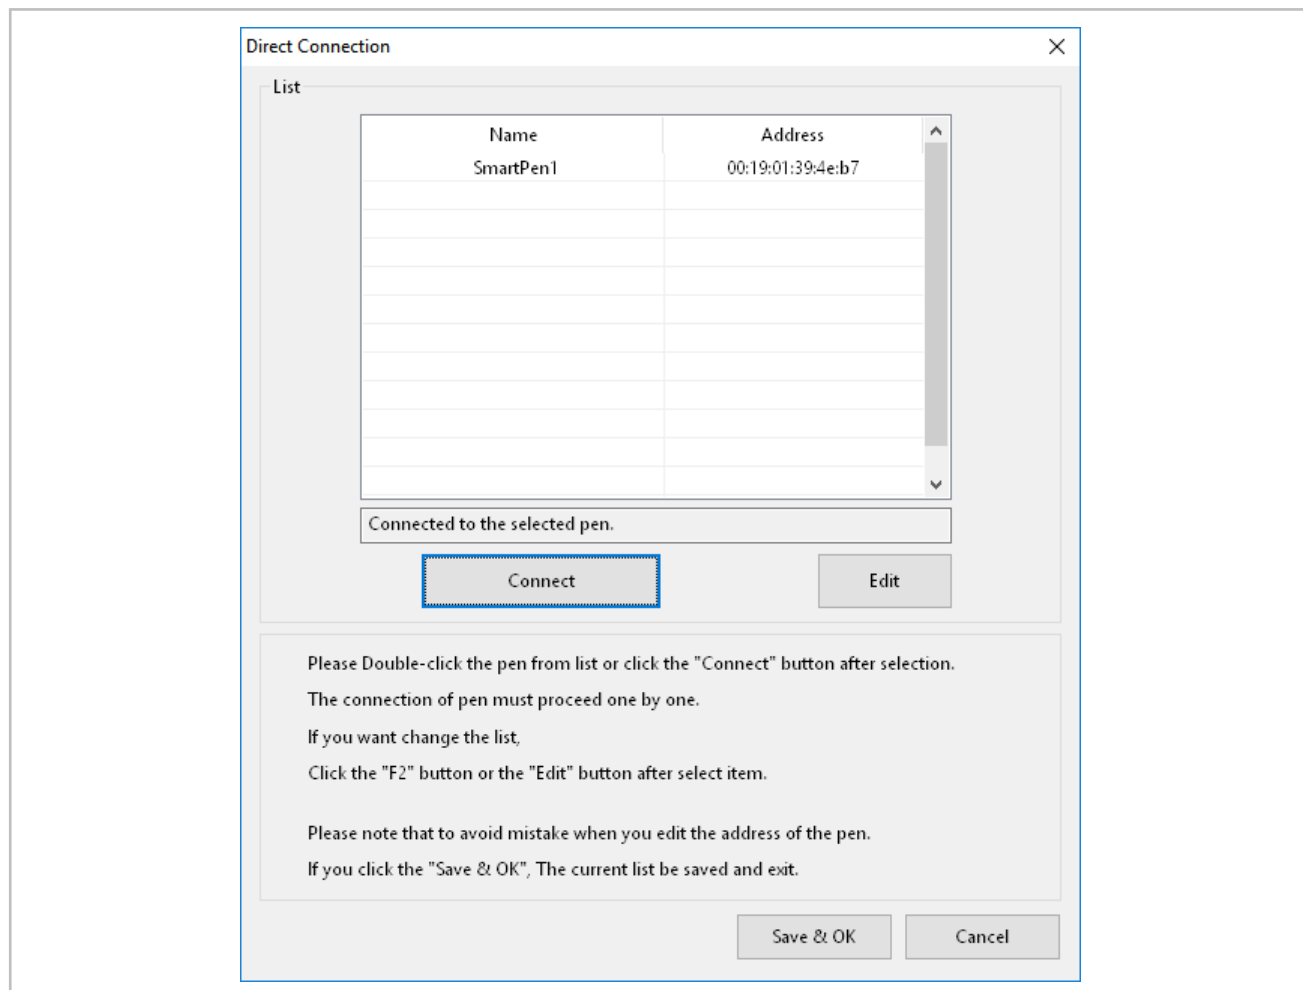 Direct Connection
List
Name Address
SmartPen1 00:19:01:39:4e:b7
Connected to the selected pen.
Connect Edit
Please Double-click the pen from list or click the "Connect" button after selection.
The connection of pen must proceed one by one.
If you want change the list,
Click the "F2" button or the "Edit" button after select item.
Please note that to avoid mistake when you edit the address of the pen.
If you click the "Save & OK", The current list be saved and exit.
Save & OK Cancel